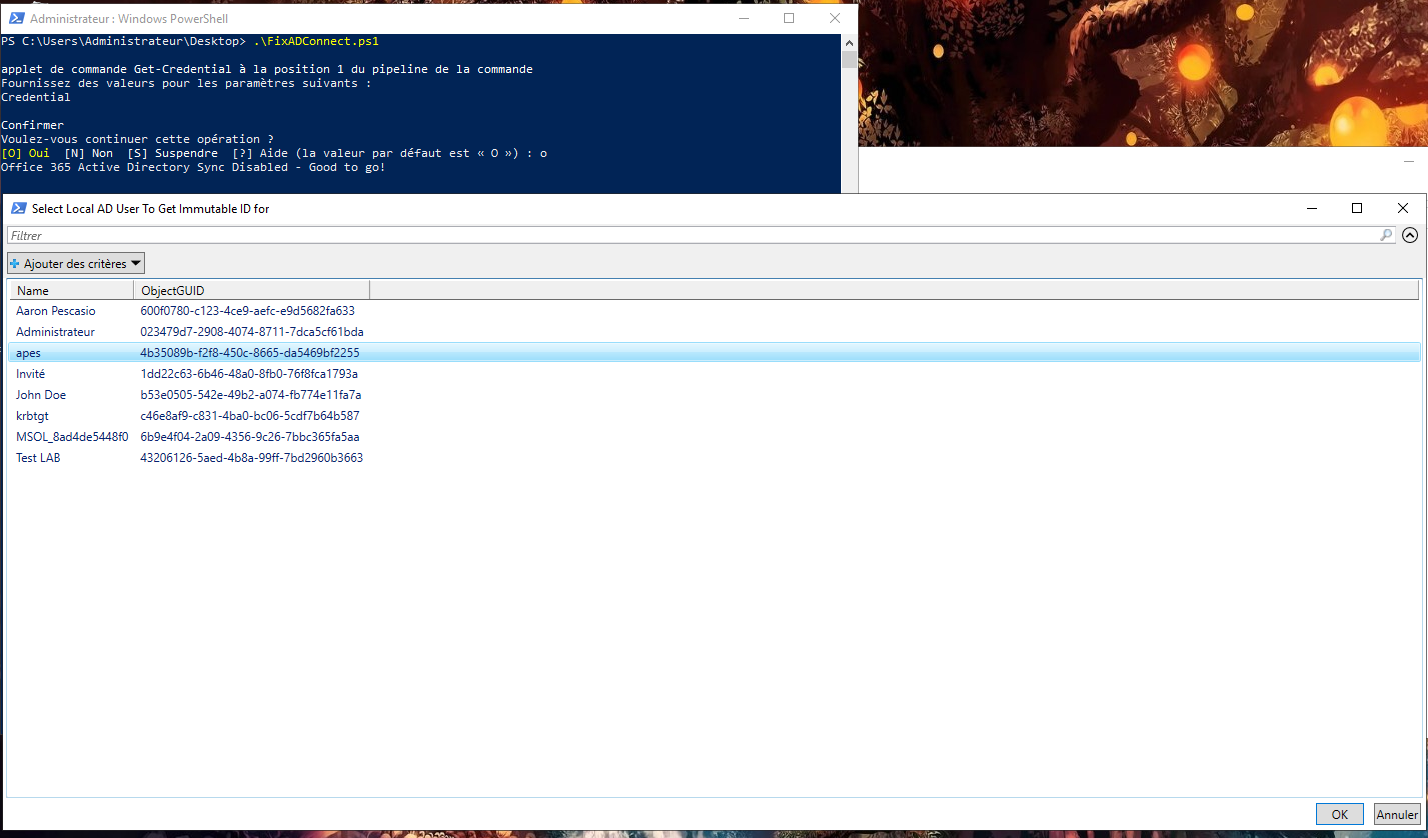 Administrateur : Windows PowerShell
PS C:\Users\Administrateur\Desktop> .\FixADConnect.ps1
applet de commande Get-Credential à la position 1 du pipeline de la commande
Fournissez des valeurs pour les paramètres suivants :
Credential
Confirmer
Voulez-vous continuer cette opération ?
[O] Oui  [N] Non  [S] Suspendre  [?] Aide (la valeur par défaut est « O ») : o
Office 365 Active Directory Sync Disabled - Good to go!
Select Local AD User To Get Immutable ID for
Filtrer
Ajouter des critères
Name ObjectGUID
Aaron Pescasio 600f0780-c123-4ce9-aefc-e9d5682fa633
Administrateur 023479d7-2908-4074-8711-7dca5cf61bda
apes 4b35089b-f2f8-450c-8665-da5469bf2255
Invité 1dd22c63-6b46-48a0-8fb0-76f8fca1793a
John Doe b53e0505-542e-49b2-a074-fb774e11fa7a
krbtgt c46e8af9-c831-4ba0-bc06-5cdf7b64b587
MSOL_8ad4de5448f0 6b9e4f04-2a09-4356-9c26-7bbc365fa5aa
Test LAB 43206126-5aed-4b8a-99ff-7bd2960b3663
OK Annuler